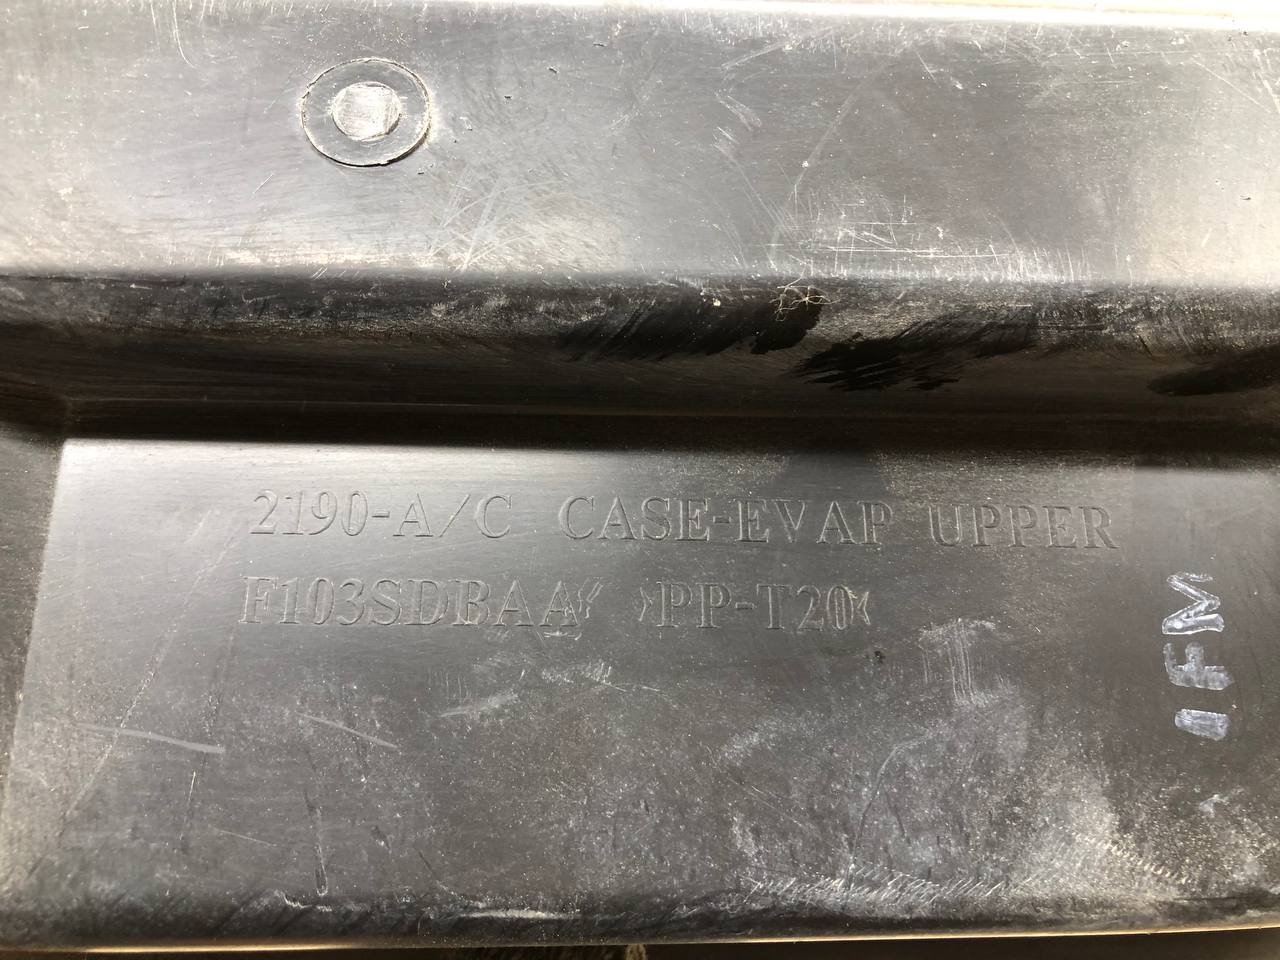 2190-A/C CASE-EVAP UPPER
F103SDBAA >PP-T20<
IFM